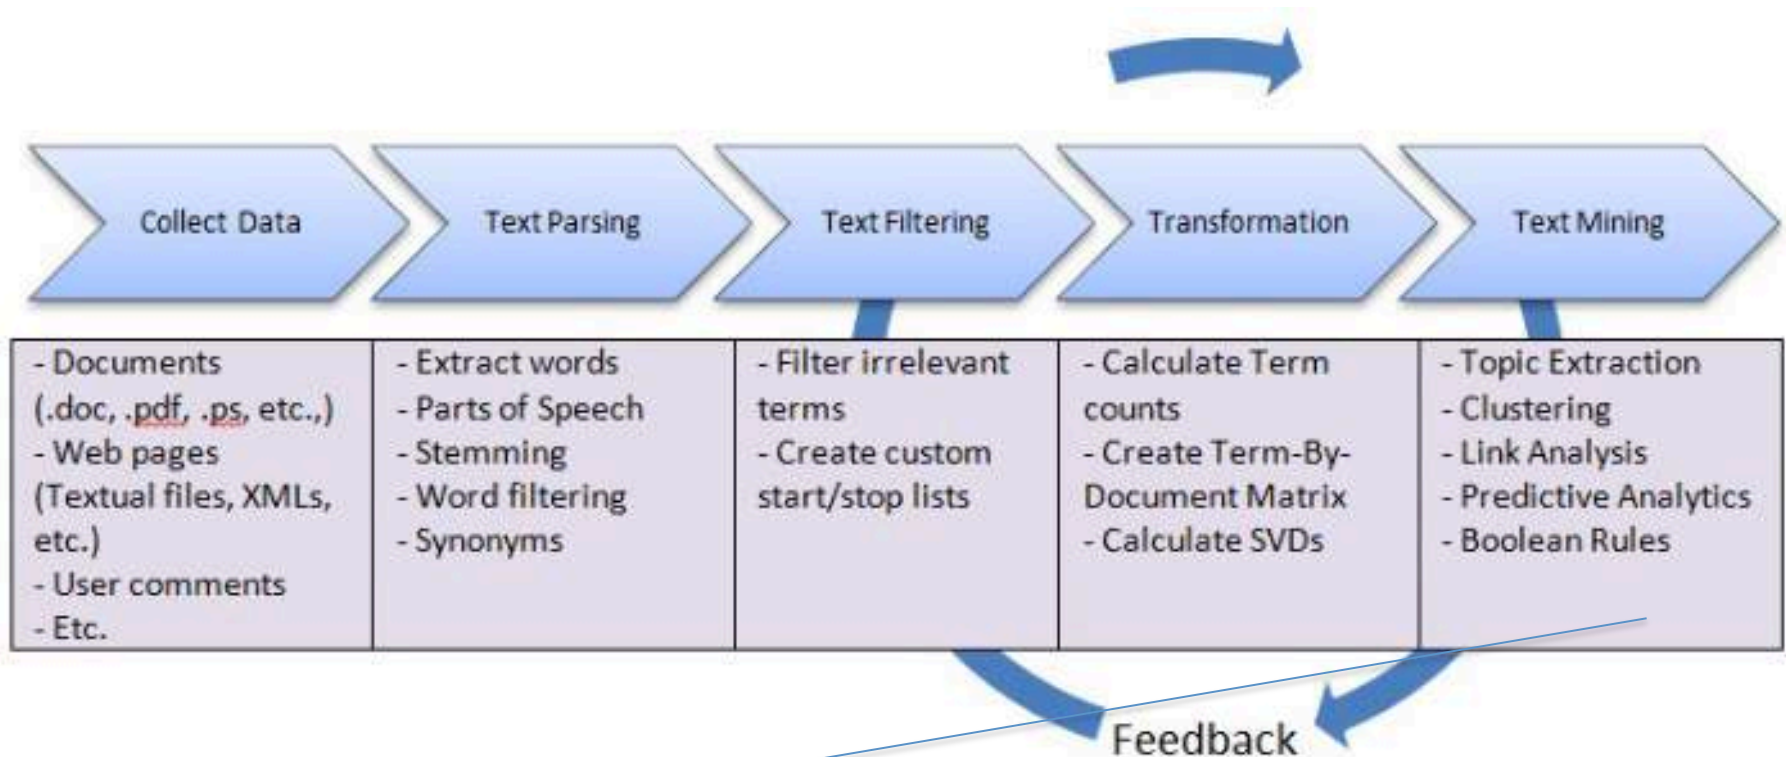 Collect Data
Text Parsing
Text Filtering
Transformation
Text Mining
- Documents
(.doc, .pdf, .ps, etc.,)
- Web pages
(Textual files, XMLs,
etc.)
- User comments
- Etc.
- Extract words
- Parts of Speech
- Stemming
- Word filtering
- Synonyms
- Filter irrelevant
terms
- Create custom
start/stop lists
- Calculate Term
counts
- Create Term-By-
Document Matrix
- Calculate SVDs
- Topic Extraction
- Clustering
- Link Analysis
- Predictive Analytics
- Boolean Rules
Feedback